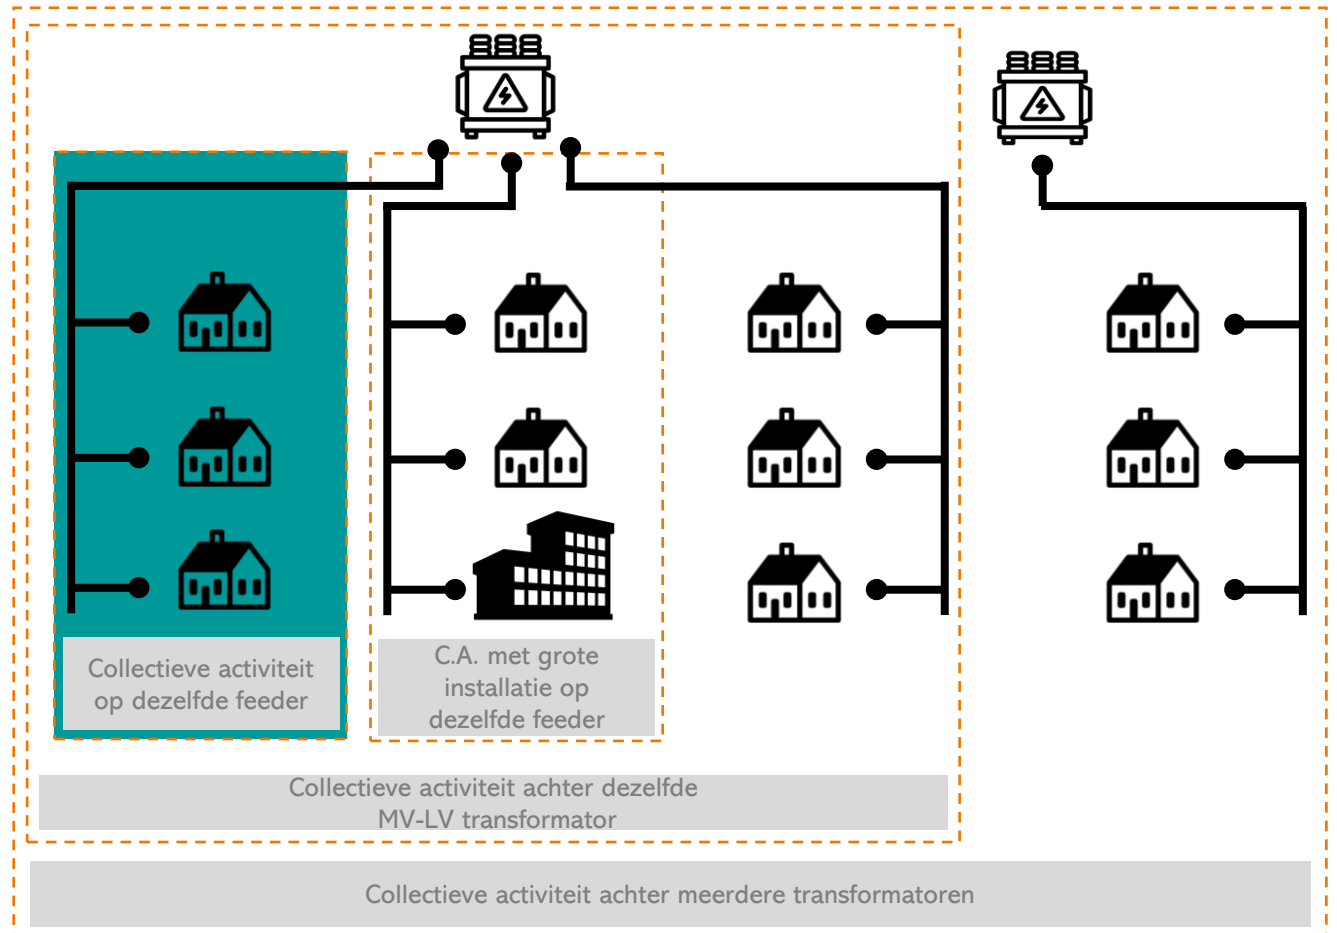 Collectieve activiteit
op dezelfde feeder
C.A. met grote
installatie op
dezelfde feeder
Collectieve activiteit achter dezelfde
MV-LV transformator
Collectieve activiteit achter meerdere transformatoren